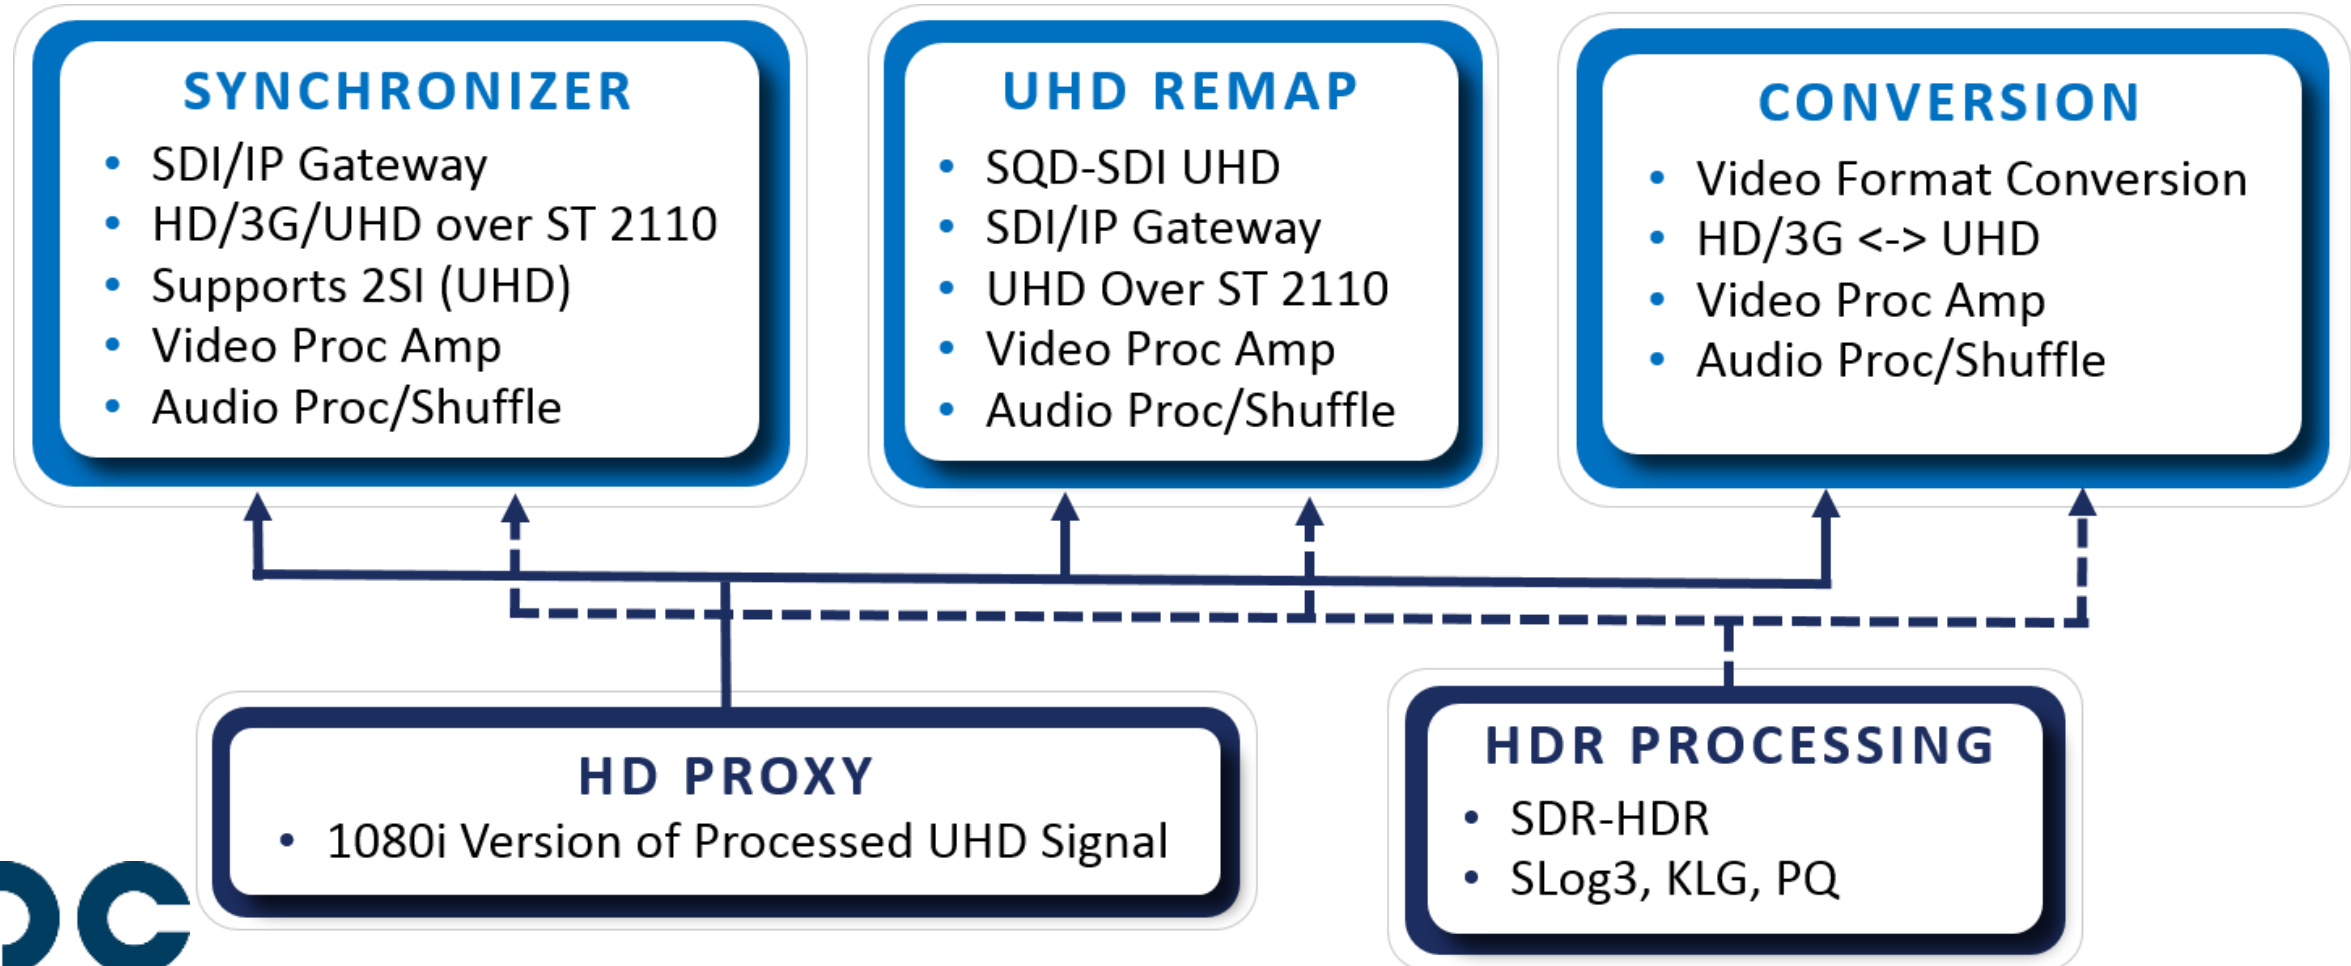 SYNCHRONIZER
• SDI/IP Gateway
• HD/3G/UHD over ST 2110
• Supports 2SI (UHD)
• Video Proc Amp
• Audio Proc/Shuffle
UHD REMAP
• SQD-SDI UHD
• SDI/IP Gateway
• UHD Over ST 2110
• Video Proc Amp
• Audio Proc/Shuffle
CONVERSION
• Video Format Conversion
• HD/3G <-> UHD
• Video Proc Amp
• Audio Proc/Shuffle
HD PROXY
• 1080i Version of Processed UHD Signal
HDR PROCESSING
• SDR-HDR
• SLog3, KLG, PQ